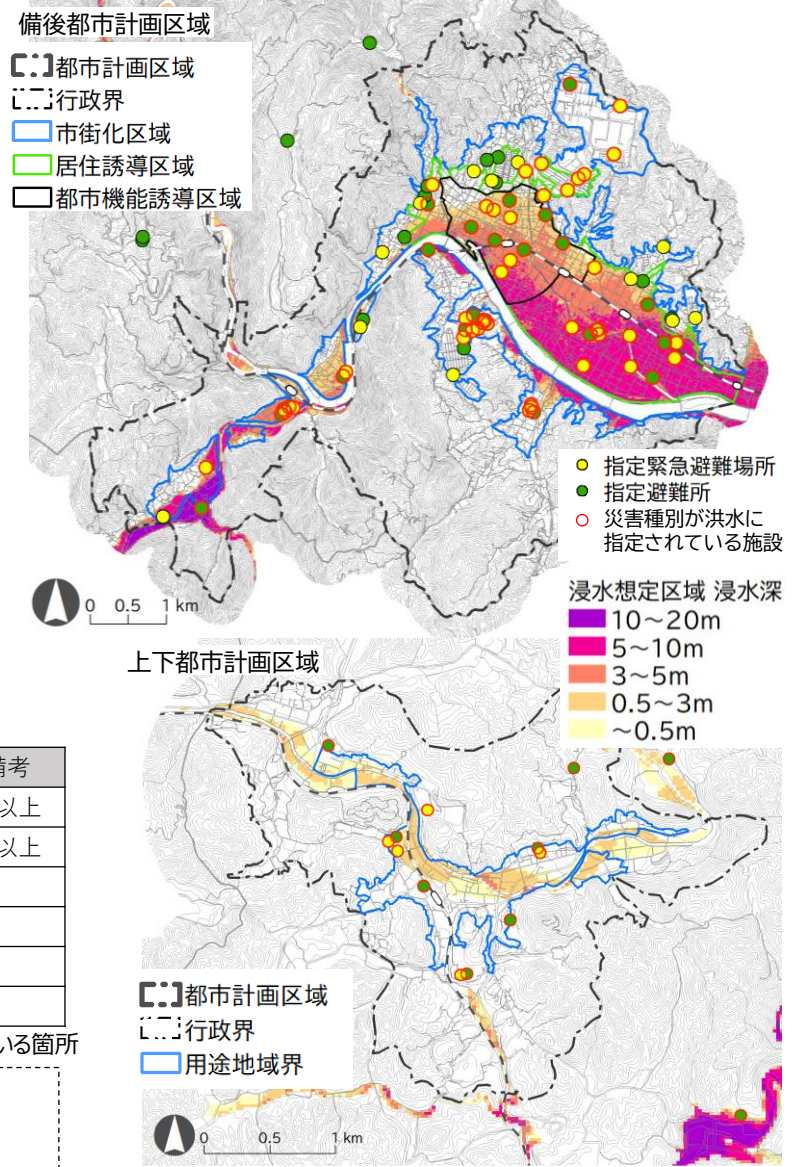 備後都市計画区域
都市計画区域
行政界
市街化区域
居住誘導区域
都市機能誘導区域
指定緊急避難場所
指定避難所
災害種別が洪水に
指定されている施設
0 0.5 1 km
浸水想定区域 浸水深
10～20m
5～10m
3～5m
0.5～3m
～0.5m
上下都市計画区域
備考
以上
以上
いる箇所
都市計画区域
行政界
用途地域界
0 0.5 1 km